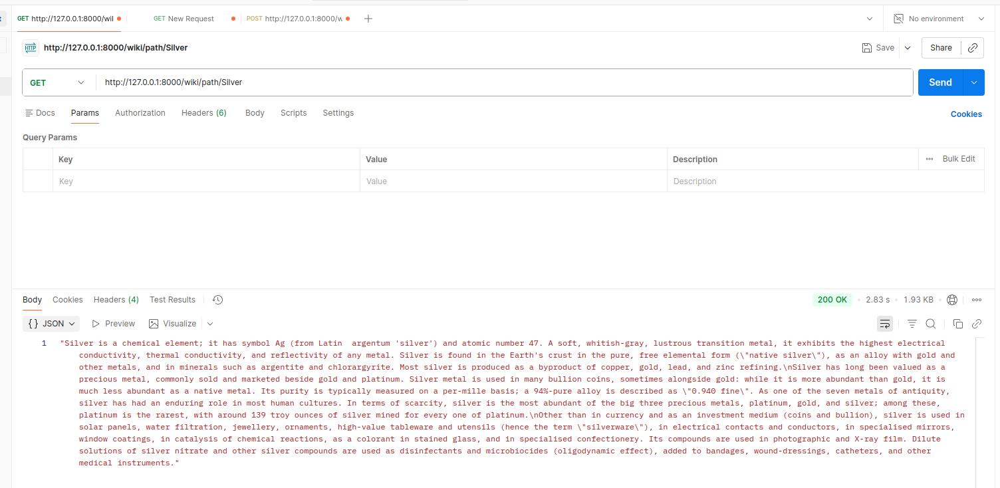 GET http://127.0.0.1:8000/wil
GET New Request
POST http://127.0.0.1:8000/w
No environment
HTTP http://127.0.0.1:8000/wiki/path/Silver
Save
Share
GET
http://127.0.0.1:8000/wiki/path/Silver
Send
Docs Params Authorization Headers (6) Body Scripts Settings
Cookies
Query Params
Key Value Description Bulk Edit
Key Value Description
Body Cookies Headers (4) Test Results
200 OK • 2.83 s • 1.93 KB
{} JSON Preview Visualize
1 "Silver is a chemical element; it has symbol Ag (from Latin  argentum 'silver') and atomic number 47. A soft, whitish-gray, lustrous transition metal, it exhibits the highest electrical
conductivity, thermal conductivity, and reflectivity of any metal. Silver is found in the Earth's crust in the pure, free elemental form (\"native silver\"), as an alloy with gold and
other metals, and in minerals such as argentite and chlorargyrite. Most silver is produced as a byproduct of copper, gold, lead, and zinc refining.\nSilver has long been valued as a
precious metal, commonly sold and marketed beside gold and platinum. Silver metal is used in many bullion coins, sometimes alongside gold: while it is more abundant than gold, it is
much less abundant as a native metal. Its purity is typically measured on a per-mille basis; a 94%-pure alloy is described as \"0.940 fine\". As one of the seven metals of antiquity,
silver has had an enduring role in most human cultures. In terms of scarcity, silver is the most abundant of the big three precious metals, platinum, gold, and silver; among these,
platinum is the rarest, with around 139 troy ounces of silver mined for every one of platinum.\nOther than in currency and as an investment medium (coins and bullion), silver is used in
solar panels, water filtration, jewellery, ornaments, high-value tableware and utensils (hence the term \"silverware\"), in electrical contacts and conductors, in specialised mirrors,
window coatings, in catalysis of chemical reactions, as a colorant in stained glass, and in specialised confectionery. Its compounds are used in photographic and X-ray film. Dilute
solutions of silver nitrate and other silver compounds are used as disinfectants and microbiocides (oligodynamic effect), added to bandages, wound-dressings, catheters, and other
medical instruments."